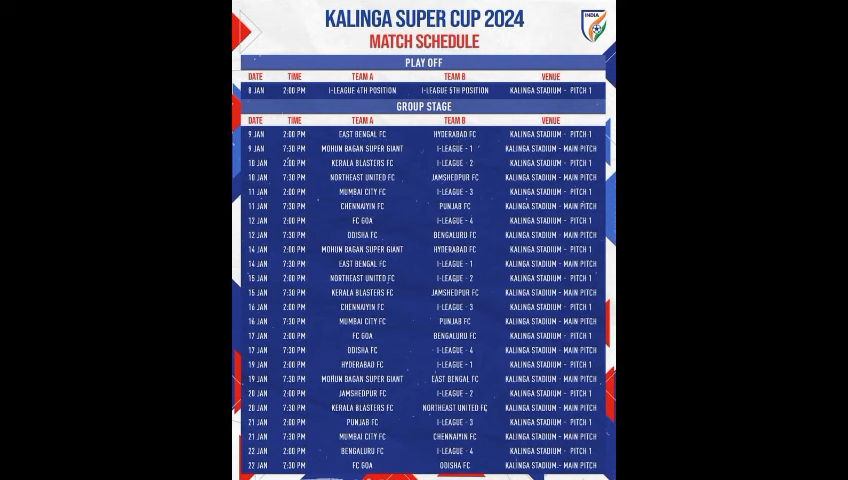 KALINGA SUPER CUP 2024
INDIA
MATCH SCHEDULE
PLAY OFF
DATE TIME TEAM A TEAM B VENUE
8 JAN 2:00 PM I-LEAGUE 4TH POSITION I-LEAGUE 5TH POSITION KALINGA STADIUM - PITCH 1
GROUP STAGE
DATE TIME TEAM A TEAM B VENUE
9 JAN 2:00 PM EAST BENGAL FC HYDERABAD FC KALINGA STADIUM - PITCH 1
9 JAN 7:30 PM MOHUN BAGAN SUPER GIANT I-LEAGUE - 1 KALINGA STADIUM - MAIN PITCH
10 JAN 2:00 PM KERALA BLASTERS FC I-LEAGUE - 2 KALINGA STADIUM - PITCH 1
10 JAN 7:30 PM NORTHEAST UNITED FC JAMSHEDPUR FC KALINGA STADIUM - MAIN PITCH
11 JAN 2:00 PM MUMBAI CITY FC I-LEAGUE - 3 KALINGA STADIUM - PITCH 1
11 JAN 7:30 PM CHENNAIYIN FC PUNJAB FC KALINGA STADIUM - MAIN PITCH
12 JAN 2:00 PM FC GOA I-LEAGUE - 4 KALINGA STADIUM - PITCH 1
12 JAN 7:30 PM ODISHA FC BENGALURU FC KALINGA STADIUM - MAIN PITCH
14 JAN 2:00 PM MOHUN BAGAN SUPER GIANT HYDERABAD FC KALINGA STADIUM - PITCH 1
14 JAN 7:30 PM EAST BENGAL FC I-LEAGUE - 1 KALINGA STADIUM - MAIN PITCH
15 JAN 2:00 PM NORTHEAST UNITED FC I-LEAGUE - 2 KALINGA STADIUM - PITCH 1
15 JAN 7:30 PM KERALA BLASTERS FC JAMSHEDPUR FC KALINGA STADIUM - MAIN PITCH
16 JAN 2:00 PM CHENNAIYIN FC I-LEAGUE - 3 KALINGA STADIUM - PITCH 1
16 JAN 7:30 PM MUMBAI CITY FC PUNJAB FC KALINGA STADIUM - MAIN PITCH
17 JAN 2:00 PM FC GOA BENGALURU FC KALINGA STADIUM - PITCH 1
17 JAN 7:30 PM ODISHA FC I-LEAGUE - 4 KALINGA STADIUM - MAIN PITCH
19 JAN 2:00 PM HYDERABAD FC I-LEAGUE - 1 KALINGA STADIUM - PITCH 1
19 JAN 7:30 PM MOHUN BAGAN SUPER GIANT EAST BENGAL FC KALINGA STADIUM - MAIN PITCH
20 JAN 2:00 PM JAMSHEDPUR FC I-LEAGUE - 2 KALINGA STADIUM - PITCH 1
20 JAN 7:30 PM KERALA BLASTERS FC NORTHEAST UNITED FC KALINGA STADIUM - MAIN PITCH
21 JAN 2:00 PM PUNJAB FC I-LEAGUE - 3 KALINGA STADIUM - PITCH 1
21 JAN 7:30 PM MUMBAI CITY FC CHENNAIYIN FC KALINGA STADIUM - MAIN PITCH
22 JAN 2:00 PM BENGALURU FC I-LEAGUE - 4 KALINGA STADIUM - PITCH 1
22 JAN 7:30 PM FC GOA ODISHA FC KALINGA STADIUM - MAIN PITCH